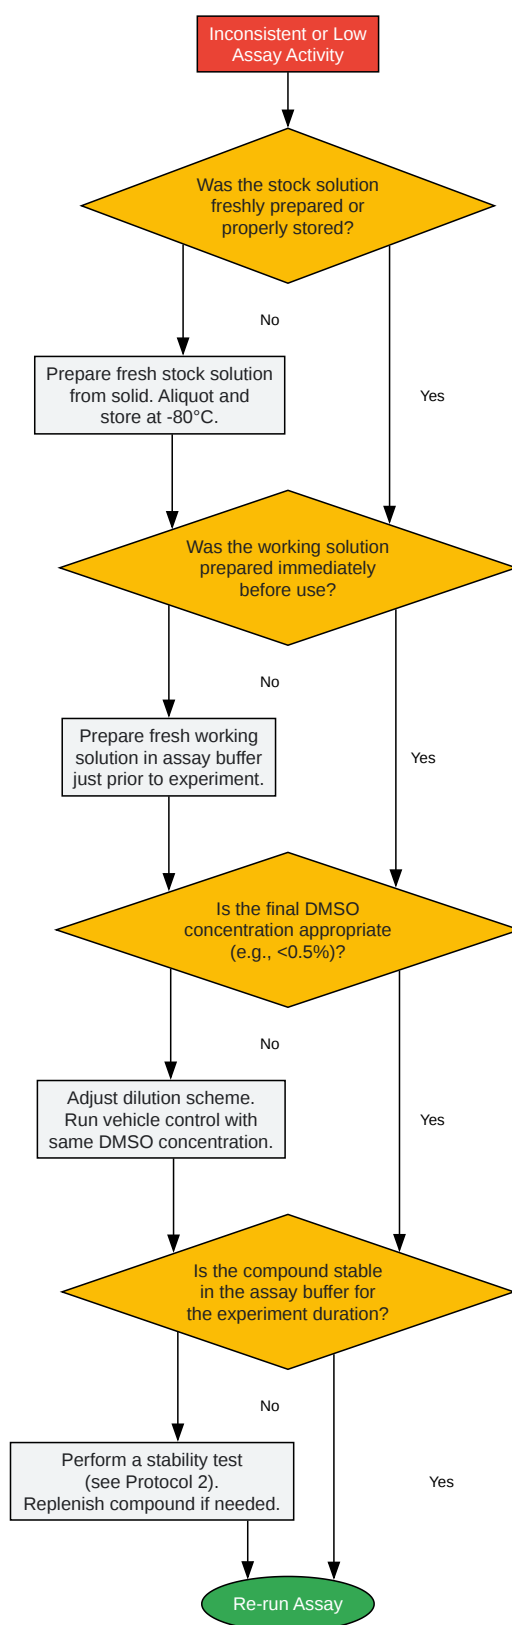 Inconsistent or Low
Assay Activity
Was the stock solution
freshly prepared or
properly stored?
No
Prepare fresh stock solution
from solid. Aliquot and
store at -80°C.
Yes
Was the working solution
prepared immediately
before use?
No
Prepare fresh working
solution in assay buffer
just prior to experiment.
Yes
Is the final DMSO
concentration appropriate
(e.g., <0.5%)?
No
Adjust dilution scheme.
Run vehicle control with
same DMSO concentration.
Yes
Is the compound stable
in the assay buffer for
the experiment duration?
No
Perform a stability test
(see Protocol 2).
Replenish compound if needed.
Yes
Re-run Assay